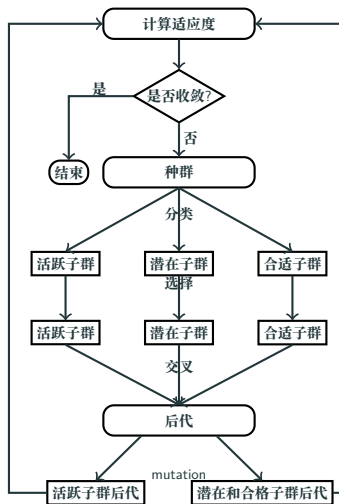 计算适应度
是
是否收敛?
否
结束
种群
分类
活跃子群
潜在子群
合适子群
选择
活跃子群
潜在子群
合适子群
交叉
后代
mutation
活跃子群后代
潜在和合格子群后代